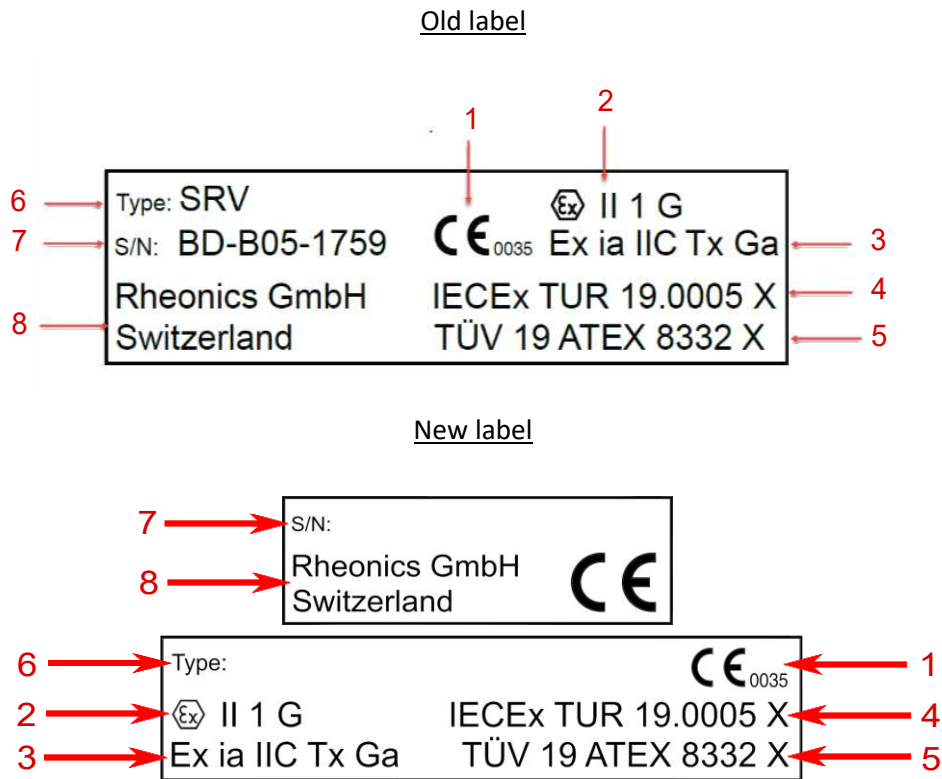 Old label
1
2
6 Type: SRV Ex II 1 G
7 S/N: BD-B05-1759 CE 0035 Ex ia IIC Tx Ga 3
Rheonics GmbH IECEx TUR 19.0005 X 4
8 Switzerland TÜV 19 ATEX 8332 X 5
New label
7 S/N:
8 Rheonics GmbH CE
Switzerland
6 Type: CE 0035 1
2 Ex II 1 G IECEx TUR 19.0005 X 4
3 Ex ia IIC Tx Ga TÜV 19 ATEX 8332 X 5